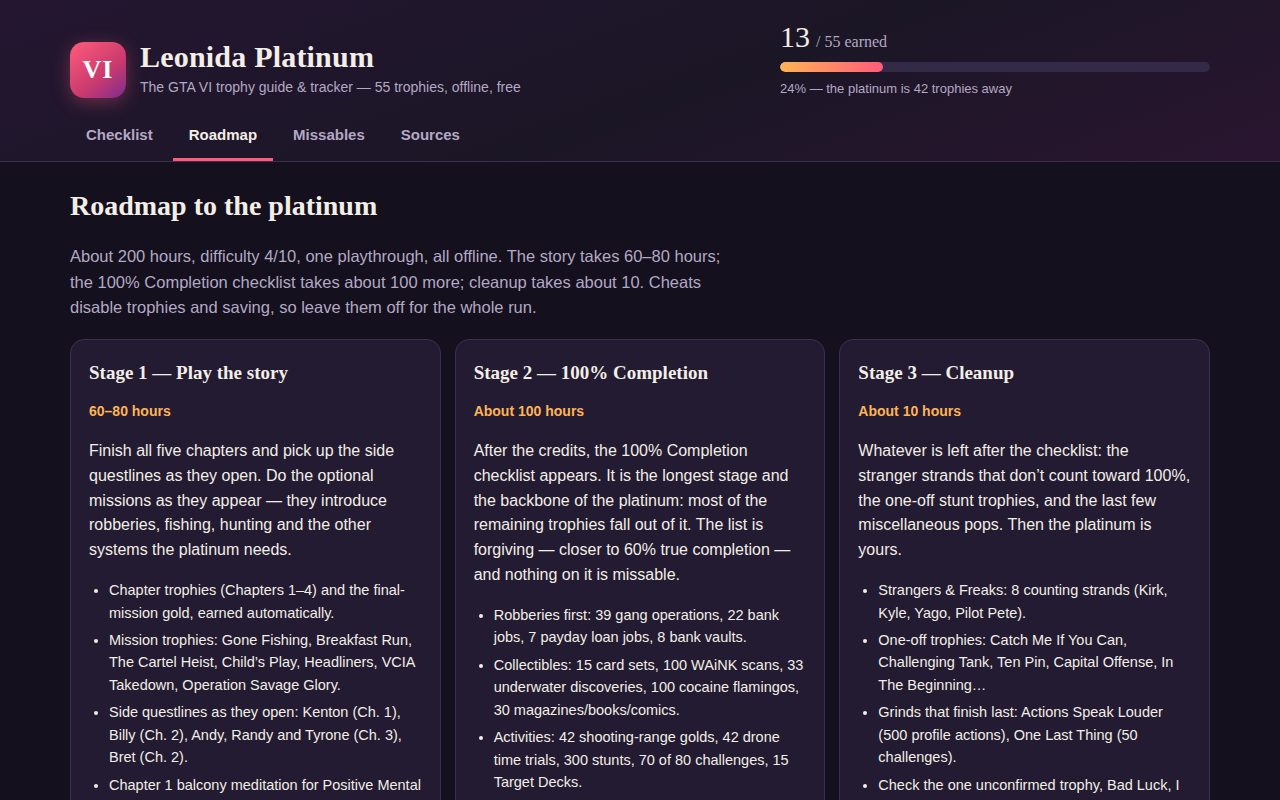 VI
Leonida Platinum
The GTA VI trophy guide & tracker — 55 trophies, offline, free
13 / 55 earned
24% — the platinum is 42 trophies away
Checklist
Roadmap
Missables
Sources
Roadmap to the platinum
About 200 hours, difficulty 4/10, one playthrough, all offline. The story takes 60–80 hours;
the 100% Completion checklist takes about 100 more; cleanup takes about 10. Cheats
disable trophies and saving, so leave them off for the whole run.
Stage 1 — Play the story
60–80 hours
Finish all five chapters and pick up the side
questlines as they open. Do the optional
missions as they appear — they introduce
robberies, fishing, hunting and the other
systems the platinum needs.
• Chapter trophies (Chapters 1–4) and the final-
mission gold, earned automatically.
• Mission trophies: Gone Fishing, Breakfast Run,
The Cartel Heist, Child’s Play, Headliners, VCIA
Takedown, Operation Savage Glory.
• Side questlines as they open: Kenton (Ch. 1),
Billy (Ch. 2), Andy, Randy and Tyrone (Ch. 3),
Bret (Ch. 2).
• Chapter 1 balcony meditation for Positive Mental
Stage 2 — 100% Completion
About 100 hours
After the credits, the 100% Completion
checklist appears. It is the longest stage and
the backbone of the platinum: most of the
remaining trophies fall out of it. The list is
forgiving — closer to 60% true completion —
and nothing on it is missable.
• Robberies first: 39 gang operations, 22 bank
jobs, 7 payday loan jobs, 8 bank vaults.
• Collectibles: 15 card sets, 100 WAiNK scans, 33
underwater discoveries, 100 cocaine flamingos,
30 magazines/books/comics.
• Activities: 42 shooting-range golds, 42 drone
time trials, 300 stunts, 70 of 80 challenges, 15
Target Decks.
Stage 3 — Cleanup
About 10 hours
Whatever is left after the checklist: the
stranger strands that don’t count toward 100%,
the one-off stunt trophies, and the last few
miscellaneous pops. Then the platinum is
yours.
• Strangers & Freaks: 8 counting strands (Kirk,
Kyle, Yago, Pilot Pete).
• One-off trophies: Catch Me If You Can,
Challenging Tank, Ten Pin, Capital Offense, In
The Beginning…
• Grinds that finish last: Actions Speak Louder
(500 profile actions), One Last Thing (50
challenges).
• Check the one unconfirmed trophy, Bad Luck, I